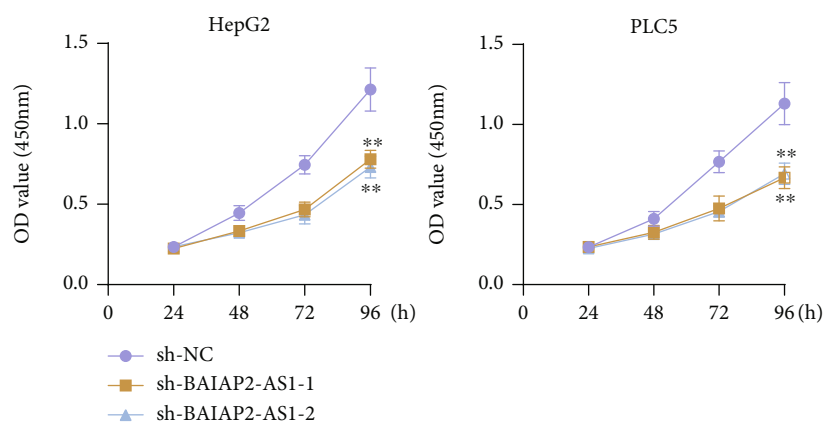 HepG2
OD value (450nm)
1.5
1.0
0.5
0.0
0 24 48 72 96 (h)
**
**
PLC5
OD value (450nm)
1.5
1.0
0.5
0.0
0 24 48 72 96 (h)
**
**
sh-NC
sh-BAIAP2-AS1-1
sh-BAIAP2-AS1-2